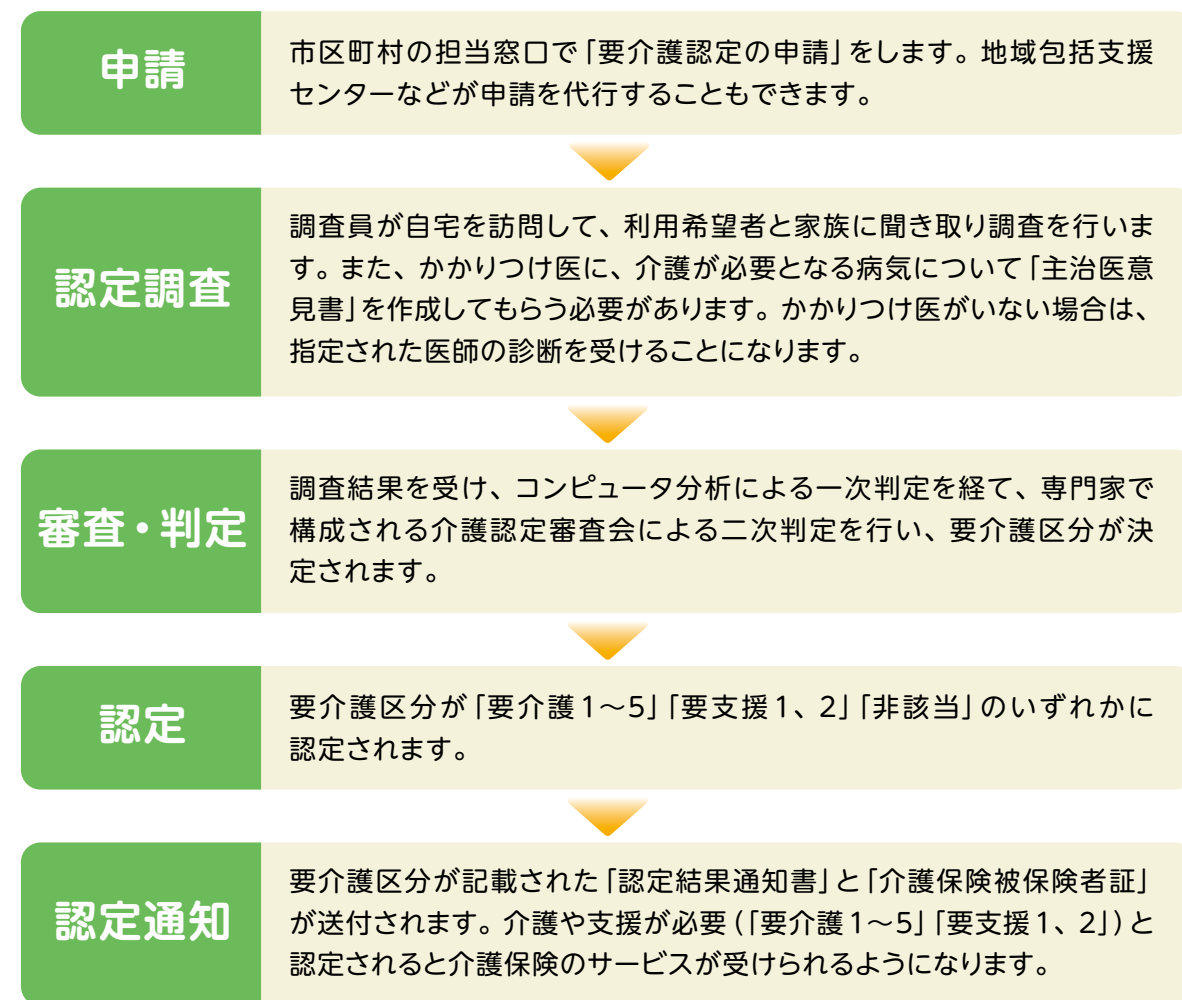 申請
市区町村の担当窓口で「要介護認定の申請」をします。地域包括支援
センターなどが申請を代行することもできます。
認定調査
調査員が自宅を訪問して、利用希望者と家族に聞き取り調査を行いま
す。また、かかりつけ医に、介護が必要となる病気について「主治医意
見書」を作成してもらう必要があります。かかりつけ医がいない場合は、
指定された医師の診断を受けることになります。
審査・判定
調査結果を受け、コンピュータ分析による一次判定を経て、専門家で
構成される介護認定審査会による二次判定を行い、要介護区分が決
定されます。
認定
要介護区分が「要介護1〜5」「要支援1、2」「非該当」のいずれかに
認定されます。
認定通知
要介護区分が記載された「認定結果通知書」と「介護保険被保険者証」
が送付されます。介護や支援が必要（「要介護1〜5」「要支援1、2」）と
認定されると介護保険のサービスが受けられるようになります。